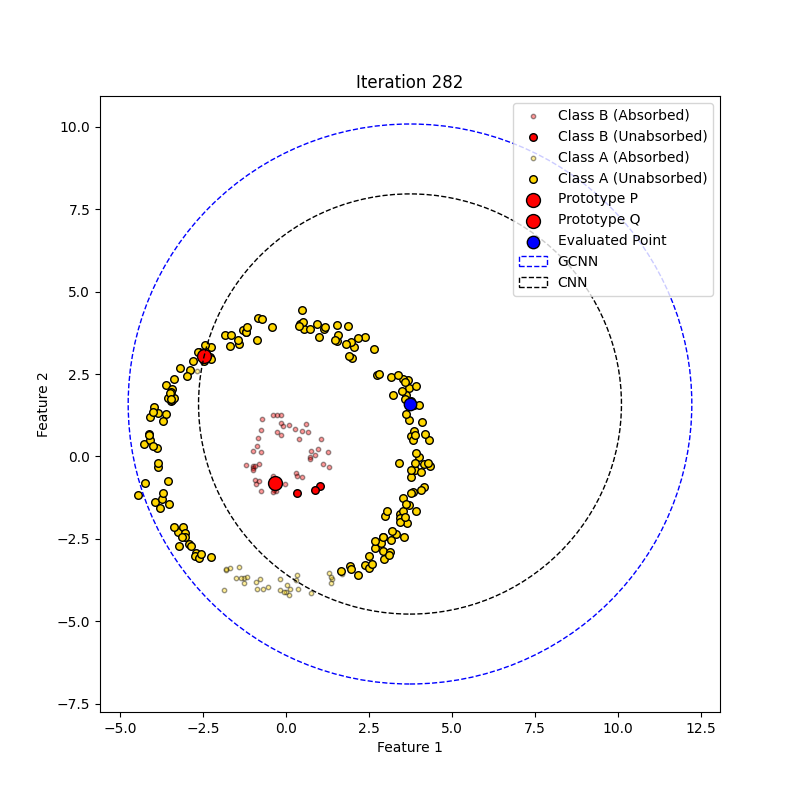 Iteration 282
Class B (Absorbed)
Class B (Unabsorbed)
Class A (Absorbed)
Class A (Unabsorbed)
Prototype P
Prototype Q
Evaluated Point
GCNN
CNN
10.0
7.5
5.0
2.5
0.0
−2.5
−5.0
−7.5
Feature 2
−5.0 −2.5 0.0 2.5 5.0 7.5 10.0 12.5
Feature 1